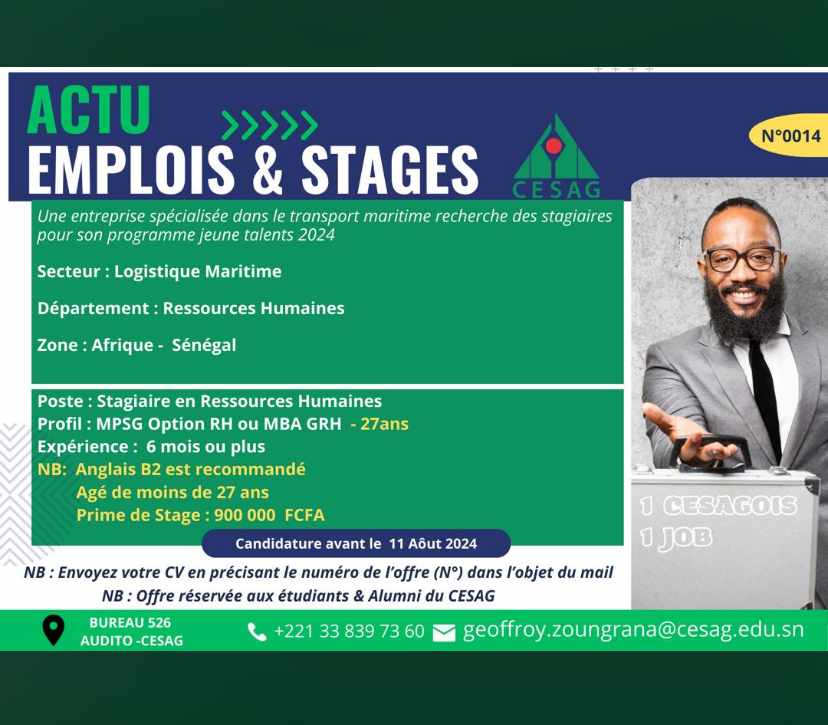 ACTU
EMPLOIS & STAGES
CESAG
N°0014
Une entreprise spécialisée dans le transport maritime recherche des stagiaires
pour son programme jeune talents 2024
Secteur : Logistique Maritime
Département : Ressources Humaines
Zone : Afrique - Sénégal
Poste : Stagiaire en Ressources Humaines
Profil : MPSG Option RH ou MBA GRH - 27ans
Expérience : 6 mois ou plus
NB: Anglais B2 est recommandé
Agé de moins de 27 ans
Prime de Stage : 900 000 FCFA
1 CESAGOIS
1 JOB
Candidature avant le 11 Aôut 2024
NB : Envoyez votre CV en précisant le numéro de l'offre (N°) dans l'objet du mail
NB : Offre réservée aux étudiants & Alumni du CESAG
BUREAU 526
AUDITO -CESAG
+221 33 839 73 60
geoffroy.zoungrana@cesag.edu.sn